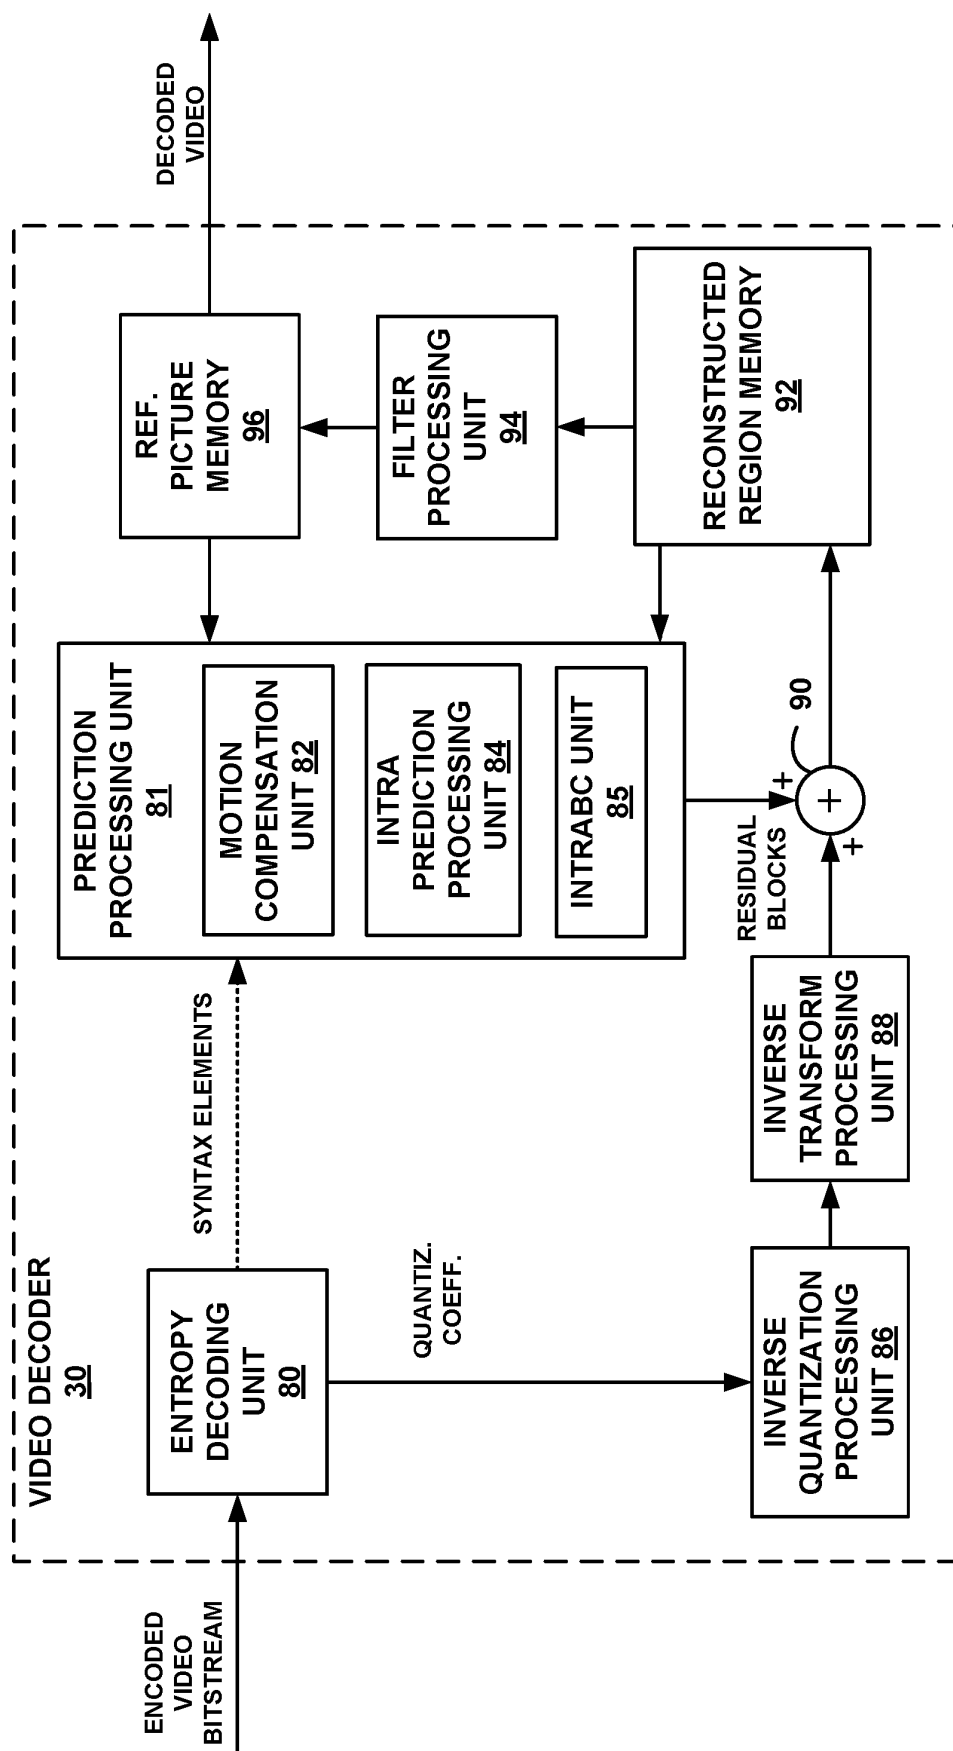 VIDEO DECODER
30
ENCODED
VIDEO
BITSTREAM
ENTROPY
DECODING
UNIT
80
SYNTAX ELEMENTS
QUANTIZ.
COEFF.
PREDICTION
PROCESSING UNIT
81
MOTION
COMPENSATION
UNIT 82
INTRA
PREDICTION
PROCESSING
UNIT 84
INTRABC UNIT
85
REF.
PICTURE
MEMORY
96
DECODED
VIDEO
FILTER
PROCESSING
UNIT
94
RECONSTRUCTED
REGION MEMORY
92
INVERSE
QUANTIZATION
PROCESSING
UNIT 86
INVERSE
TRANSFORM
PROCESSING
UNIT 88
RESIDUAL
BLOCKS
+
+
+
90